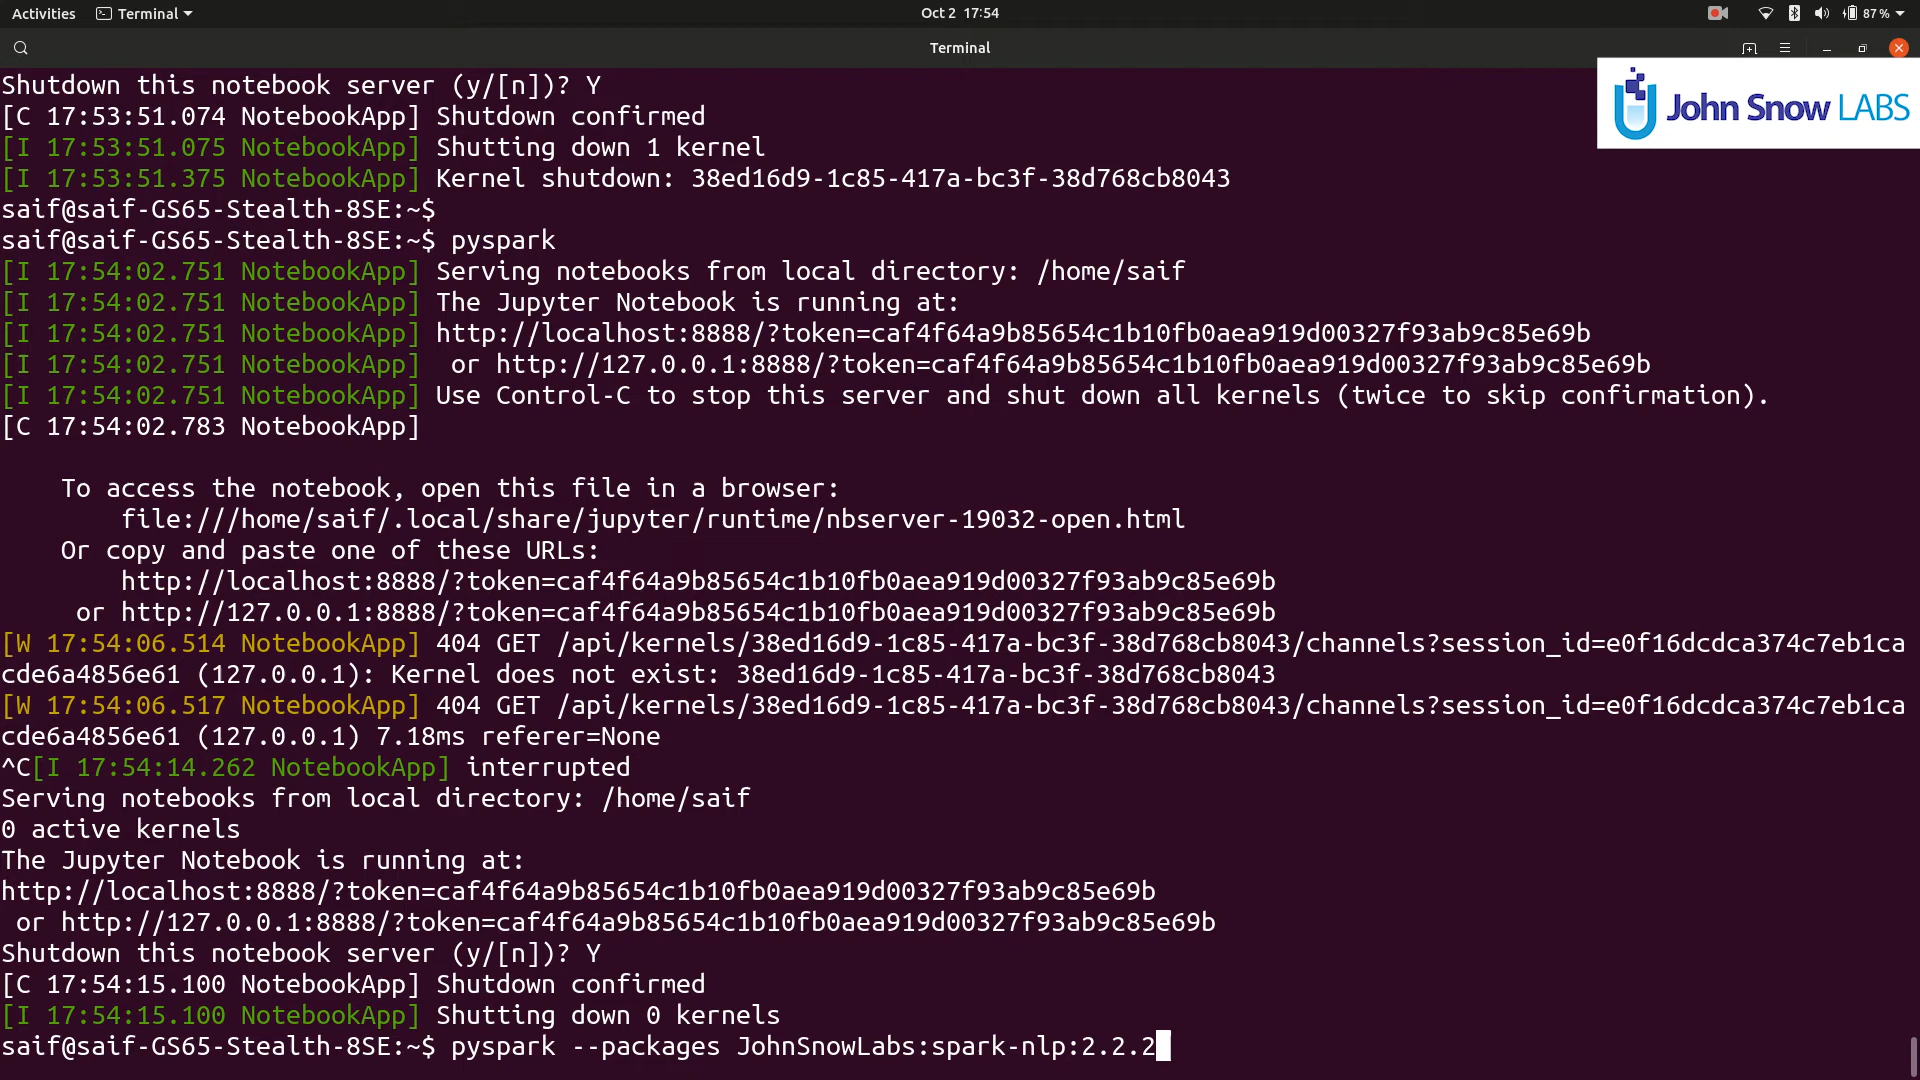 Activities Terminal Oct 2 17:54 87 %
Terminal
John Snow LABS
Shutdown this notebook server (y/[n])? Y
[C 17:53:51.074 NotebookApp] Shutdown confirmed
[I 17:53:51.075 NotebookApp] Shutting down 1 kernel
[I 17:53:51.375 NotebookApp] Kernel shutdown: 38ed16d9-1c85-417a-bc3f-38d768cb8043
saif@saif-GS65-Stealth-8SE:~$
saif@saif-GS65-Stealth-8SE:~$ pyspark
[I 17:54:02.751 NotebookApp] Serving notebooks from local directory: /home/saif
[I 17:54:02.751 NotebookApp] The Jupyter Notebook is running at:
[I 17:54:02.751 NotebookApp] http://localhost:8888/?token=caf4f64a9b85654c1b10fb0aea919d00327f93ab9c85e69b
[I 17:54:02.751 NotebookApp]  or http://127.0.0.1:8888/?token=caf4f64a9b85654c1b10fb0aea919d00327f93ab9c85e69b
[I 17:54:02.751 NotebookApp] Use Control-C to stop this server and shut down all kernels (twice to skip confirmation).
[C 17:54:02.783 NotebookApp]
To access the notebook, open this file in a browser:
file:///home/saif/.local/share/jupyter/runtime/nbserver-19032-open.html
Or copy and paste one of these URLs:
http://localhost:8888/?token=caf4f64a9b85654c1b10fb0aea919d00327f93ab9c85e69b
or http://127.0.0.1:8888/?token=caf4f64a9b85654c1b10fb0aea919d00327f93ab9c85e69b
[W 17:54:06.514 NotebookApp] 404 GET /api/kernels/38ed16d9-1c85-417a-bc3f-38d768cb8043/channels?session_id=e0f16dcdca374c7eb1ca
cde6a4856e61 (127.0.0.1): Kernel does not exist: 38ed16d9-1c85-417a-bc3f-38d768cb8043
[W 17:54:06.517 NotebookApp] 404 GET /api/kernels/38ed16d9-1c85-417a-bc3f-38d768cb8043/channels?session_id=e0f16dcdca374c7eb1ca
cde6a4856e61 (127.0.0.1) 7.18ms referer=None
^C[I 17:54:14.262 NotebookApp] interrupted
Serving notebooks from local directory: /home/saif
0 active kernels
The Jupyter Notebook is running at:
http://localhost:8888/?token=caf4f64a9b85654c1b10fb0aea919d00327f93ab9c85e69b
or http://127.0.0.1:8888/?token=caf4f64a9b85654c1b10fb0aea919d00327f93ab9c85e69b
Shutdown this notebook server (y/[n])? Y
[C 17:54:15.100 NotebookApp] Shutdown confirmed
[I 17:54:15.100 NotebookApp] Shutting down 0 kernels
saif@saif-GS65-Stealth-8SE:~$ pyspark --packages JohnSnowLabs:spark-nlp:2.2.2